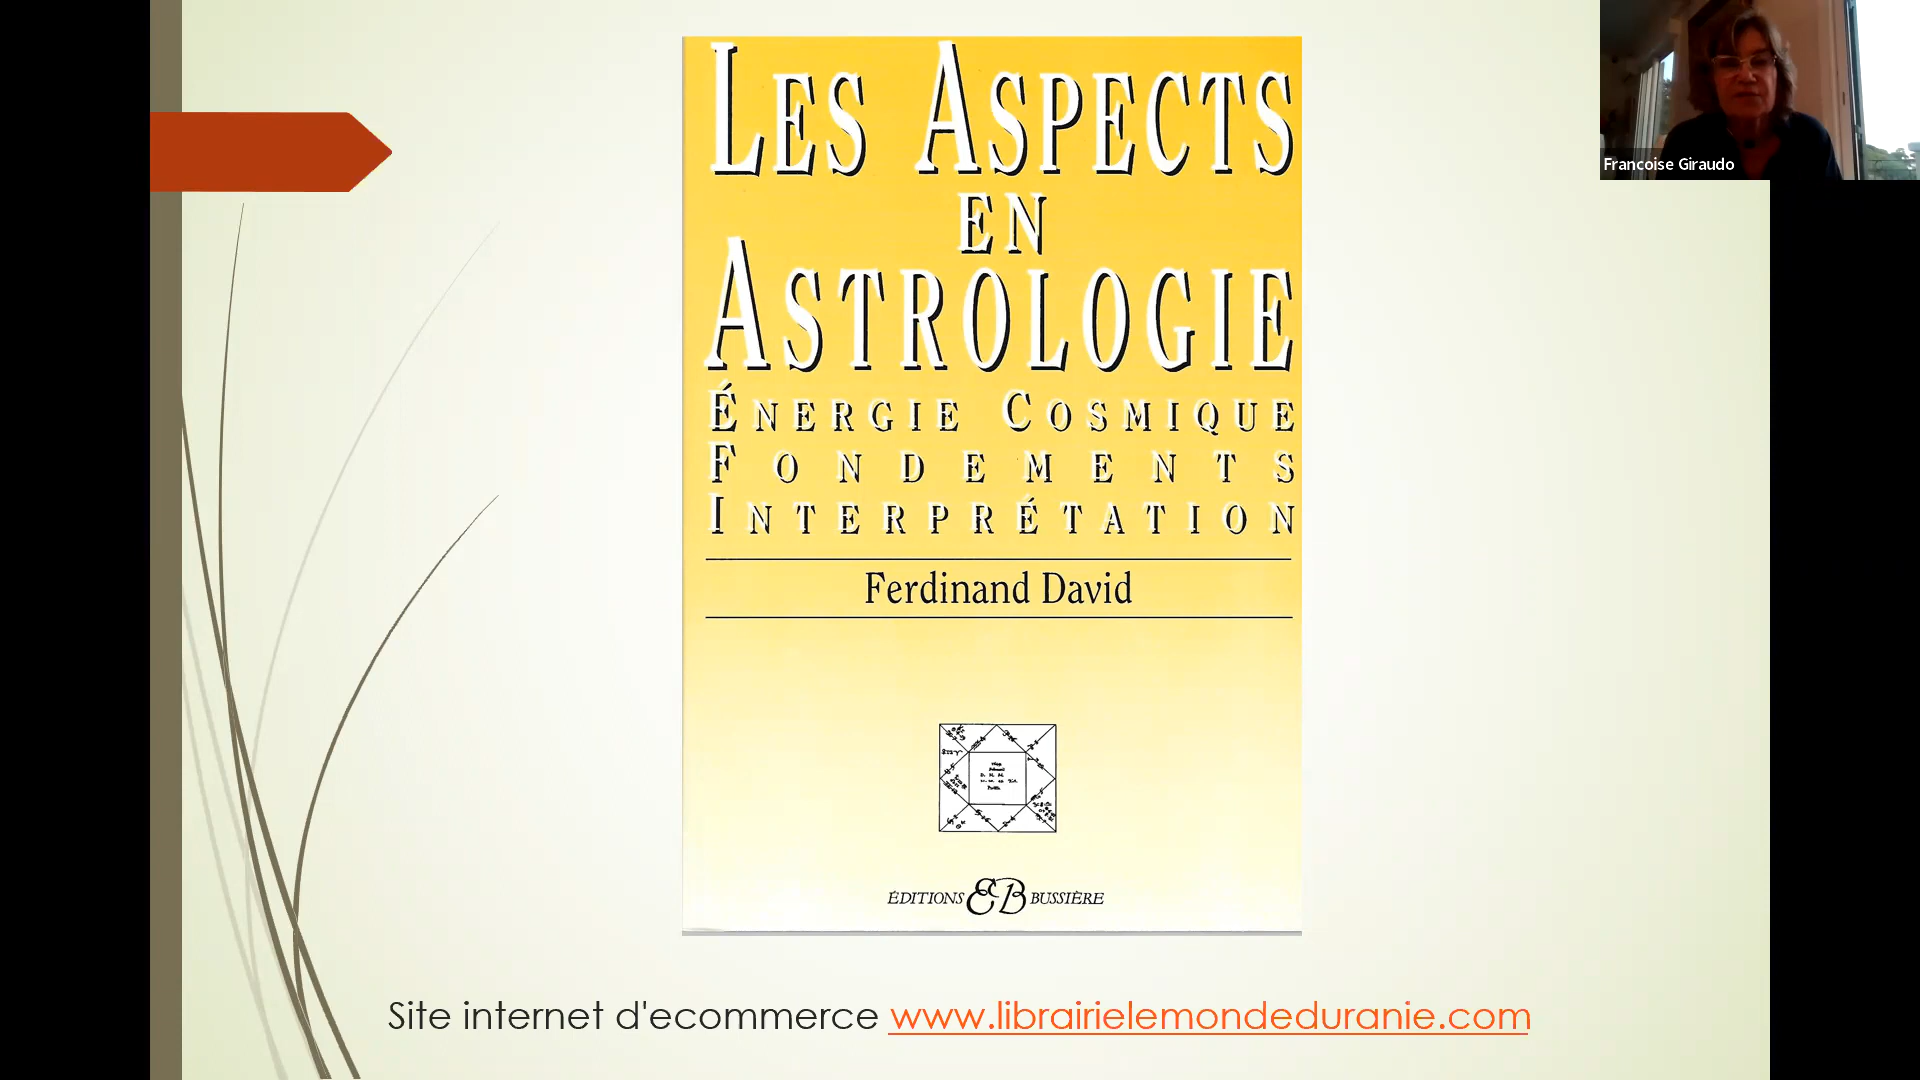 LES ASPECTS
EN
ASTROLOGIE
ÉNERGIE COSMIQUE
FONDEMENTS
INTERPRÉTATION
Ferdinand David
ÉDITIONS EB BUSSIÈRE
Site internet d'ecommerce www.librairielemondeduranie.com
Francoise Giraudo